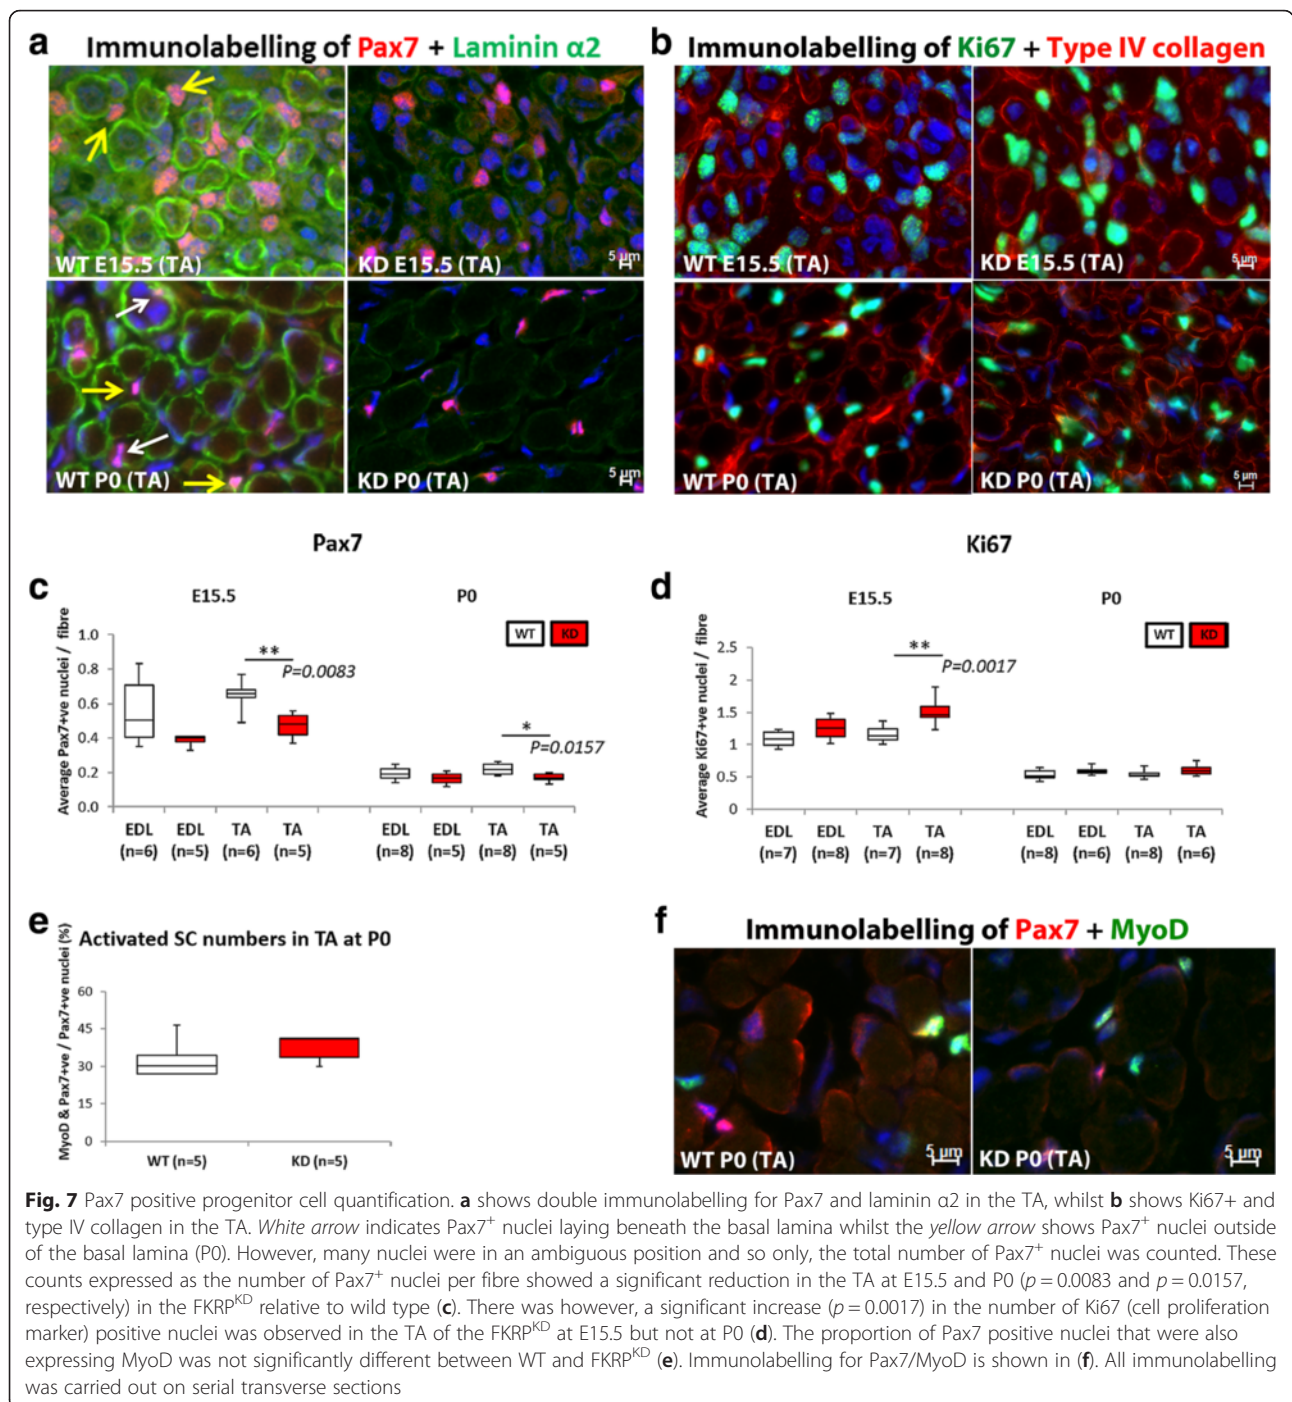 a Immunolabelling of Pax7 + Laminin α2
WT E15.5 (TA)
KD E15.5 (TA)
5 µm
WT P0 (TA)
KD P0 (TA)
5 µm
b Immunolabelling of Ki67 + Type IV collagen
WT E15.5 (TA)
KD E15.5 (TA)
5 µm
WT P0 (TA)
KD P0 (TA)
5 µm
Pax7
c
E15.5 P0
WT KD
Average Pax7+ve nuclei / fibre
1.0
0.8
0.6
0.4
0.2
0.0
**
P=0.0083
*
P=0.0157
EDL EDL TA TA EDL EDL TA TA
(n=6) (n=5) (n=6) (n=5) (n=8) (n=5) (n=8) (n=5)
Ki67
d
E15.5 P0
WT KD
Average Ki67+ve nuclei / fibre
2.5
2
1.5
1
0.5
0
**
P=0.0017
EDL EDL TA TA EDL EDL TA TA
(n=7) (n=8) (n=7) (n=8) (n=8) (n=6) (n=8) (n=6)
e Activated SC numbers in TA at P0
MyoD & Pax7+ve / Pax7+ve nuclei (%)
60
45
30
15
0
WT (n=5) KD (n=5)
f Immunolabelling of Pax7 + MyoD
WT P0 (TA)
5 µm
KD P0 (TA)
5 µm
Fig. 7 Pax7 positive progenitor cell quantification. a shows double immunolabelling for Pax7 and laminin α2 in the TA, whilst b shows Ki67+ and
type IV collagen in the TA. White arrow indicates Pax7+ nuclei laying beneath the basal lamina whilst the yellow arrow shows Pax7+ nuclei outside
of the basal lamina (P0). However, many nuclei were in an ambiguous position and so only, the total number of Pax7+ nuclei was counted. These
counts expressed as the number of Pax7+ nuclei per fibre showed a significant reduction in the TA at E15.5 and P0 (p = 0.0083 and p = 0.0157,
respectively) in the FKRPKD relative to wild type (c). There was however, a significant increase (p = 0.0017) in the number of Ki67 (cell proliferation
marker) positive nuclei was observed in the TA of the FKRPKD at E15.5 but not at P0 (d). The proportion of Pax7 positive nuclei that were also
expressing MyoD was not significantly different between WT and FKRPKD (e). Immunolabelling for Pax7/MyoD is shown in (f). All immunolabelling
was carried out on serial transverse sections